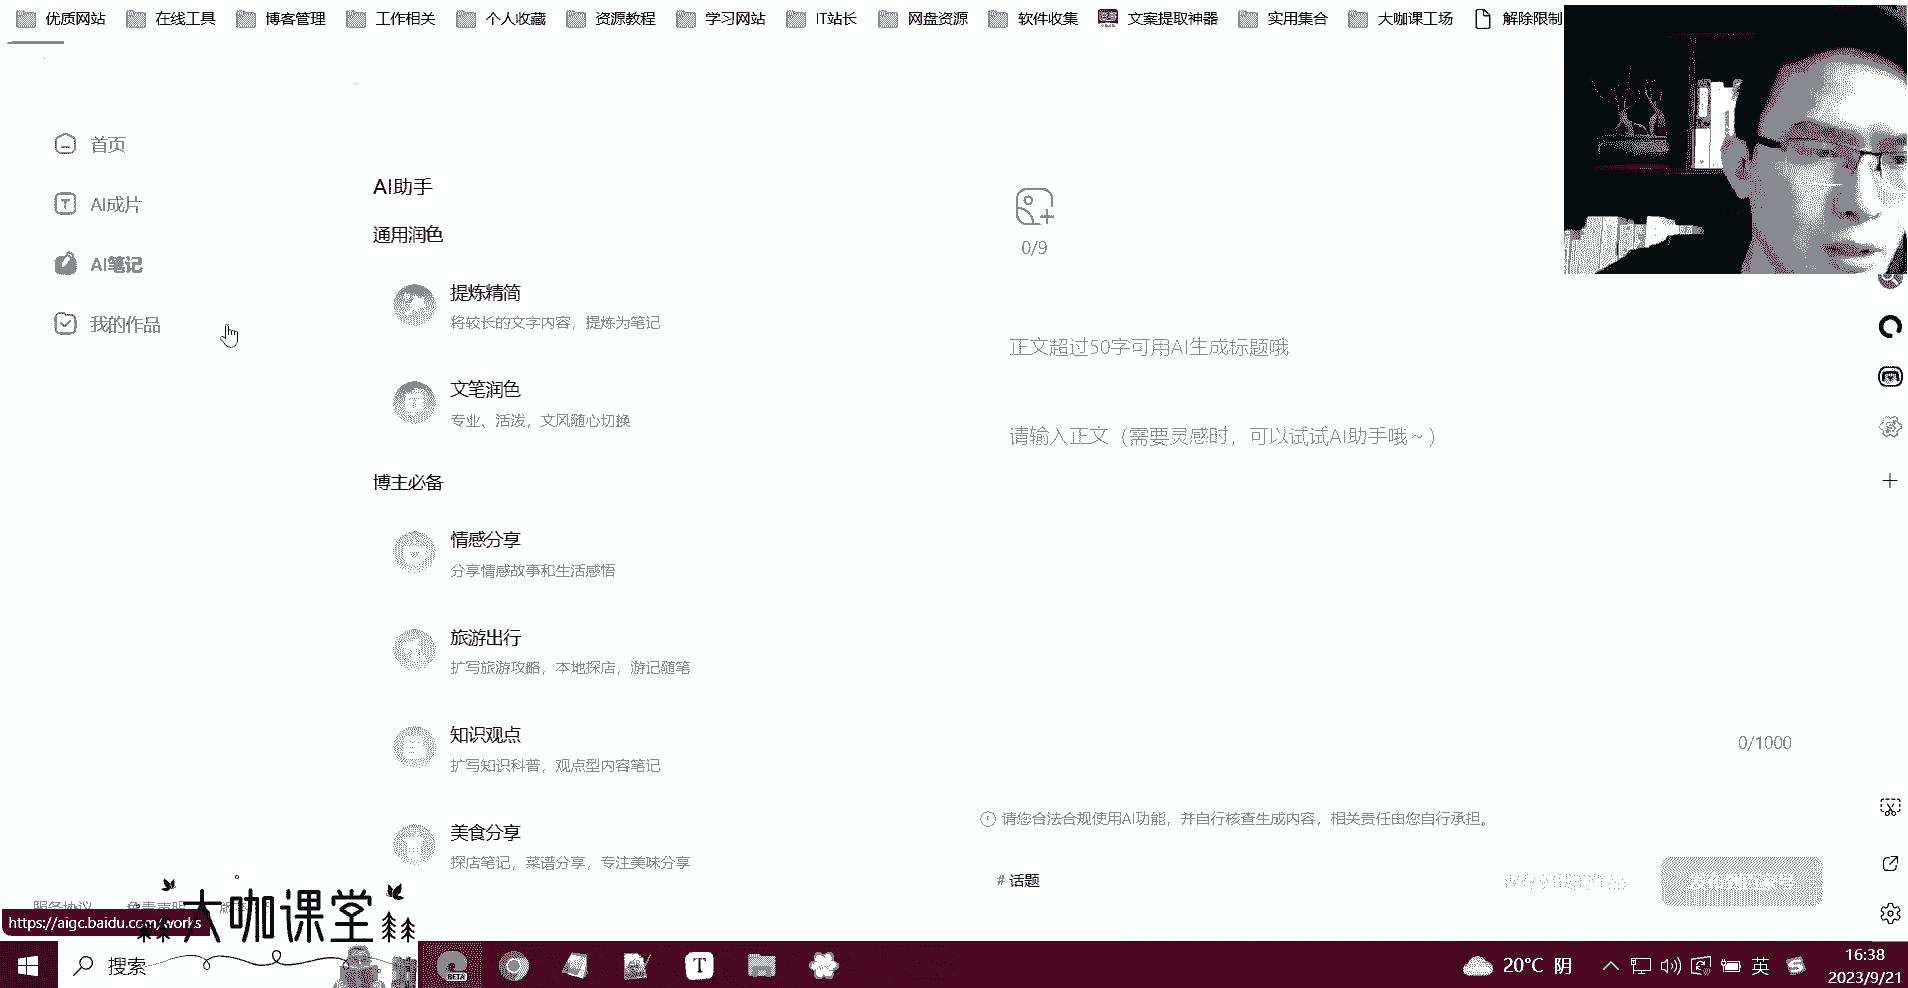 优质网站 在线工具 博客管理 工作相关 个人收藏 资源教程 学习网站 IT站长 网盘资源 软件收集 文案提取神器 实用集合 大咖课工场 解除限制
首页
AI成片
AI笔记
我的作品
AI助手
通用润色
提炼精简
将较长的文字内容，提炼为笔记
文笔润色
专业、活泼，文风随心切换
博主必备
情感分享
分享情感故事和生活感悟
旅游出行
扩写旅游攻略，本地探店，游记随笔
知识观点
扩写知识科普，观点型内容笔记
美食分享
探店笔记，菜谱分享，专注美味分享
0/9
正文超过50字可用AI生成标题哦
请输入正文（需要灵感时，可以试试AI助手哦～）
0/1000
请您合法合规使用AI功能，并自行核查生成内容，相关责任由您自行承担。
# 话题
服务协议 免责声明
大咖课堂
https://aigc.baidu.com/works
搜索
BETA
T
20°C 阴
英
16:38
2023/9/21